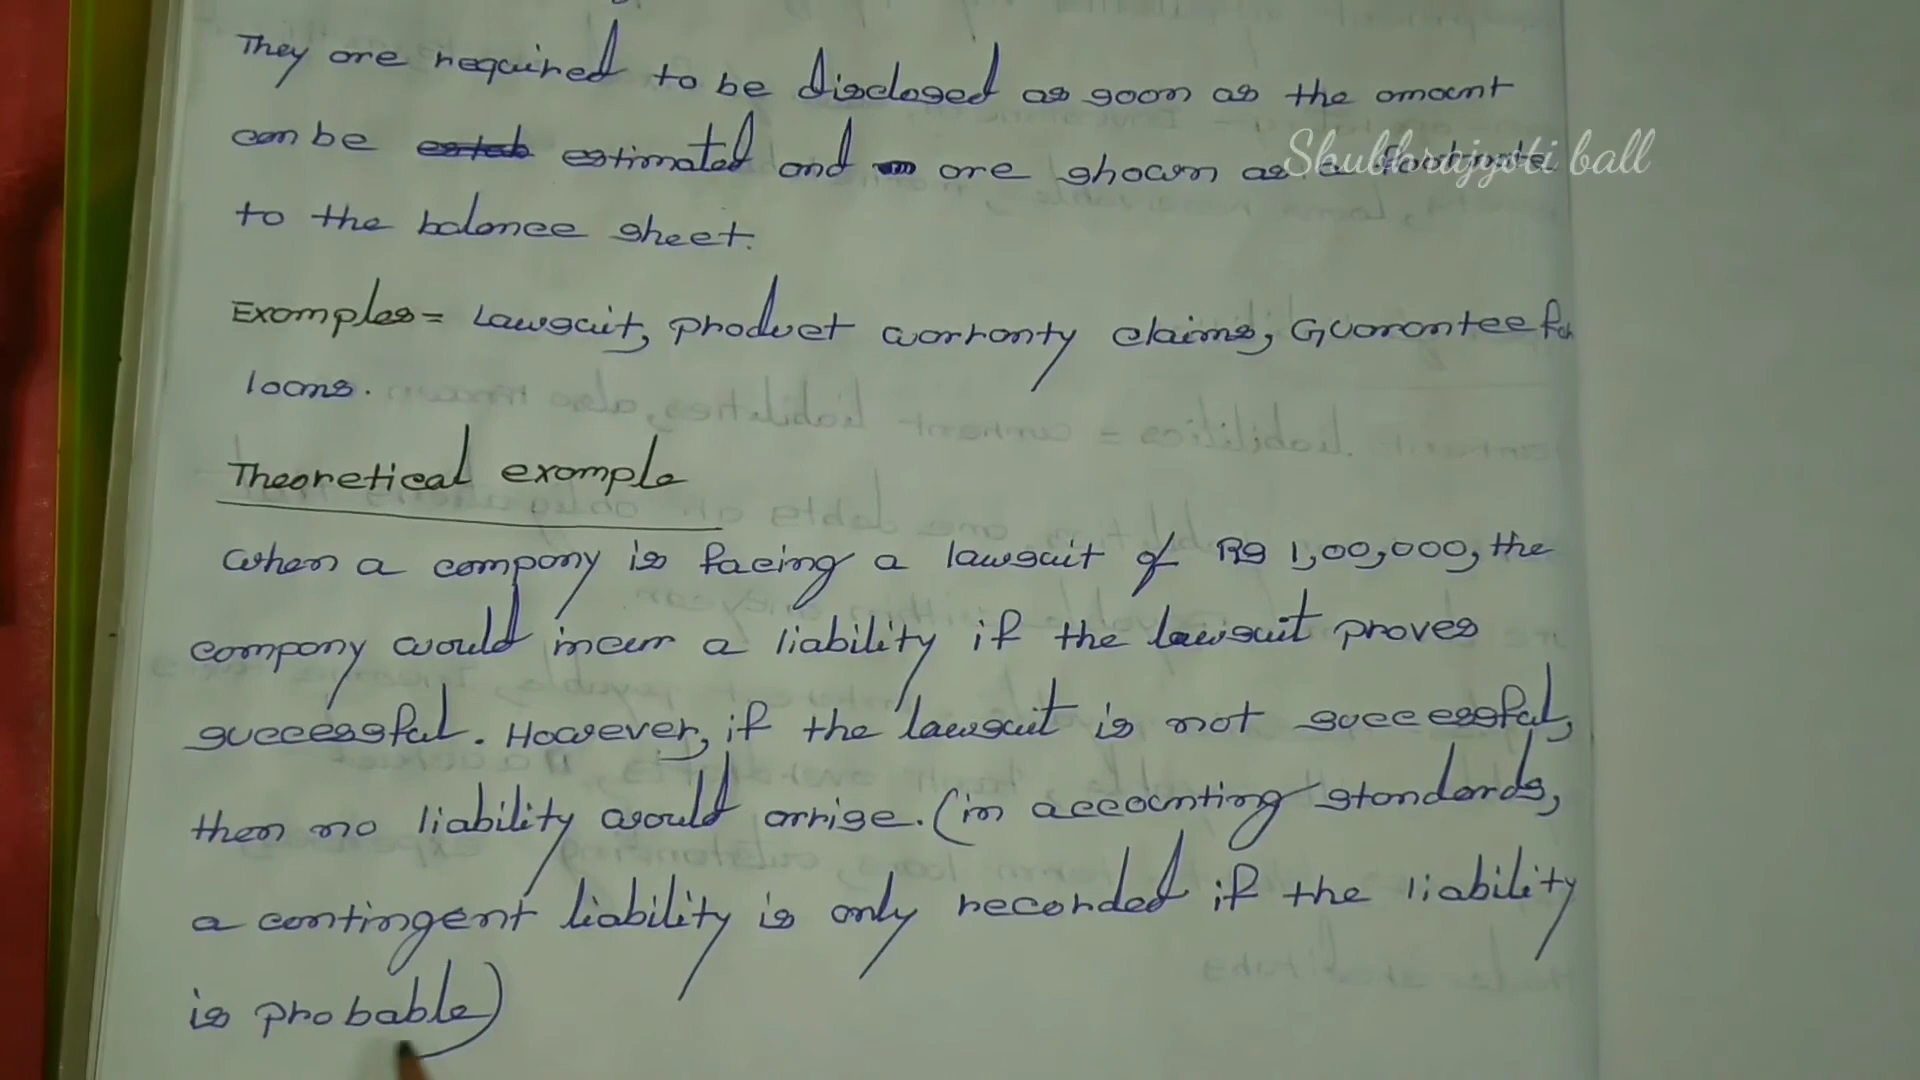 They are required to be disclosed as soon as the amount
can be estab estimated and are shown as a footnote
Shubhrajyoti ball
to the balance sheet.
Examples = Lawsuit, product warranty claims, Guarantee for
loans.
Theoretical example
When a company is facing a lawsuit of Rs 1,00,000, the
company would incur a liability if the lawsuit proves
successful. However, if the lawsuit is not successful,
then no liability would arrise. (in accounting standards,
a contingent liability is only recorded if the liability
is probable)